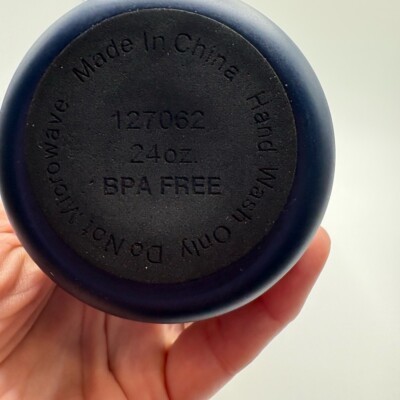 Made In China
Hand Wash Only
Do Not Microwave
127062
24oz.
BPA FREE